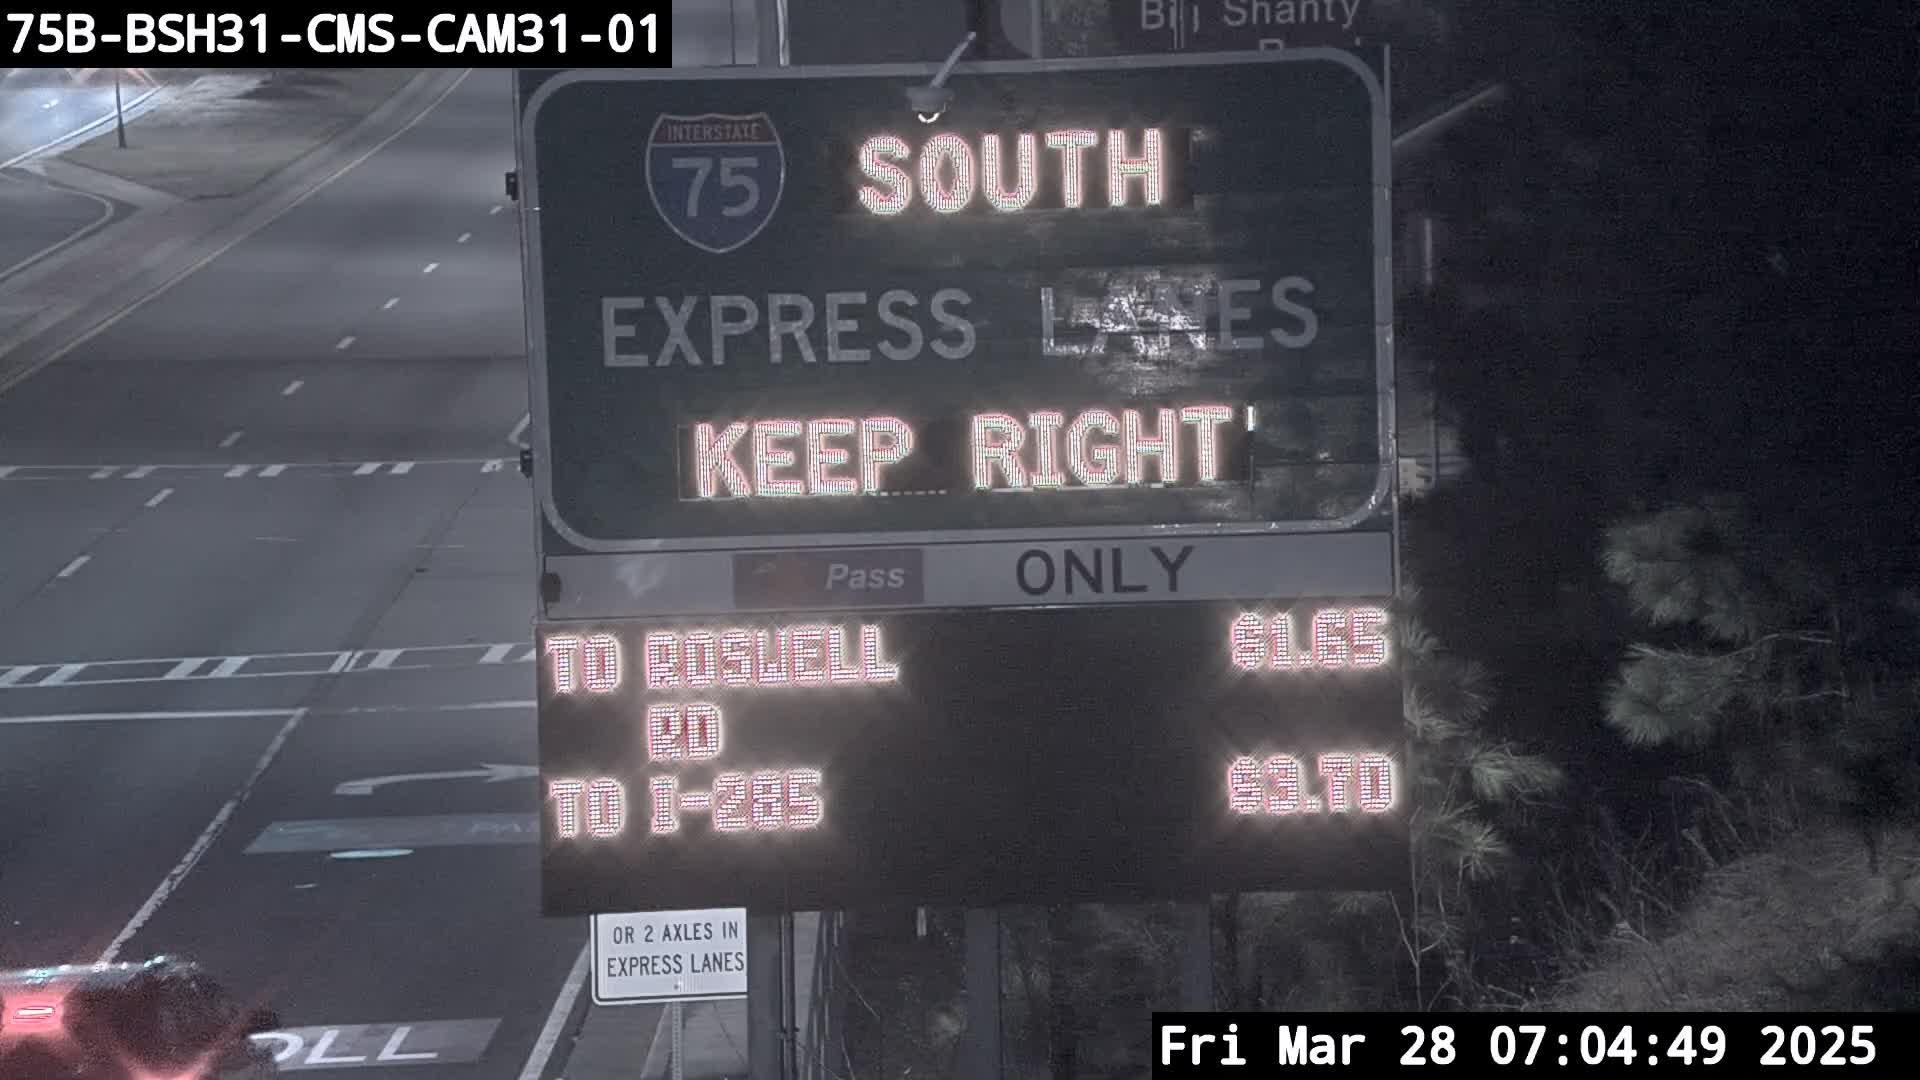 75B-BSH31-CMS-CAM31-01
Shanty
INTERSTATE
75
SOUTH
EXPRESS LANES
KEEP RIGHT
Pass ONLY
TO ROSWELL $1.65
RD
TO I-285 $3.70
OR 2 AXLES IN
EXPRESS LANES
Fri Mar 28 07:04:49 2025